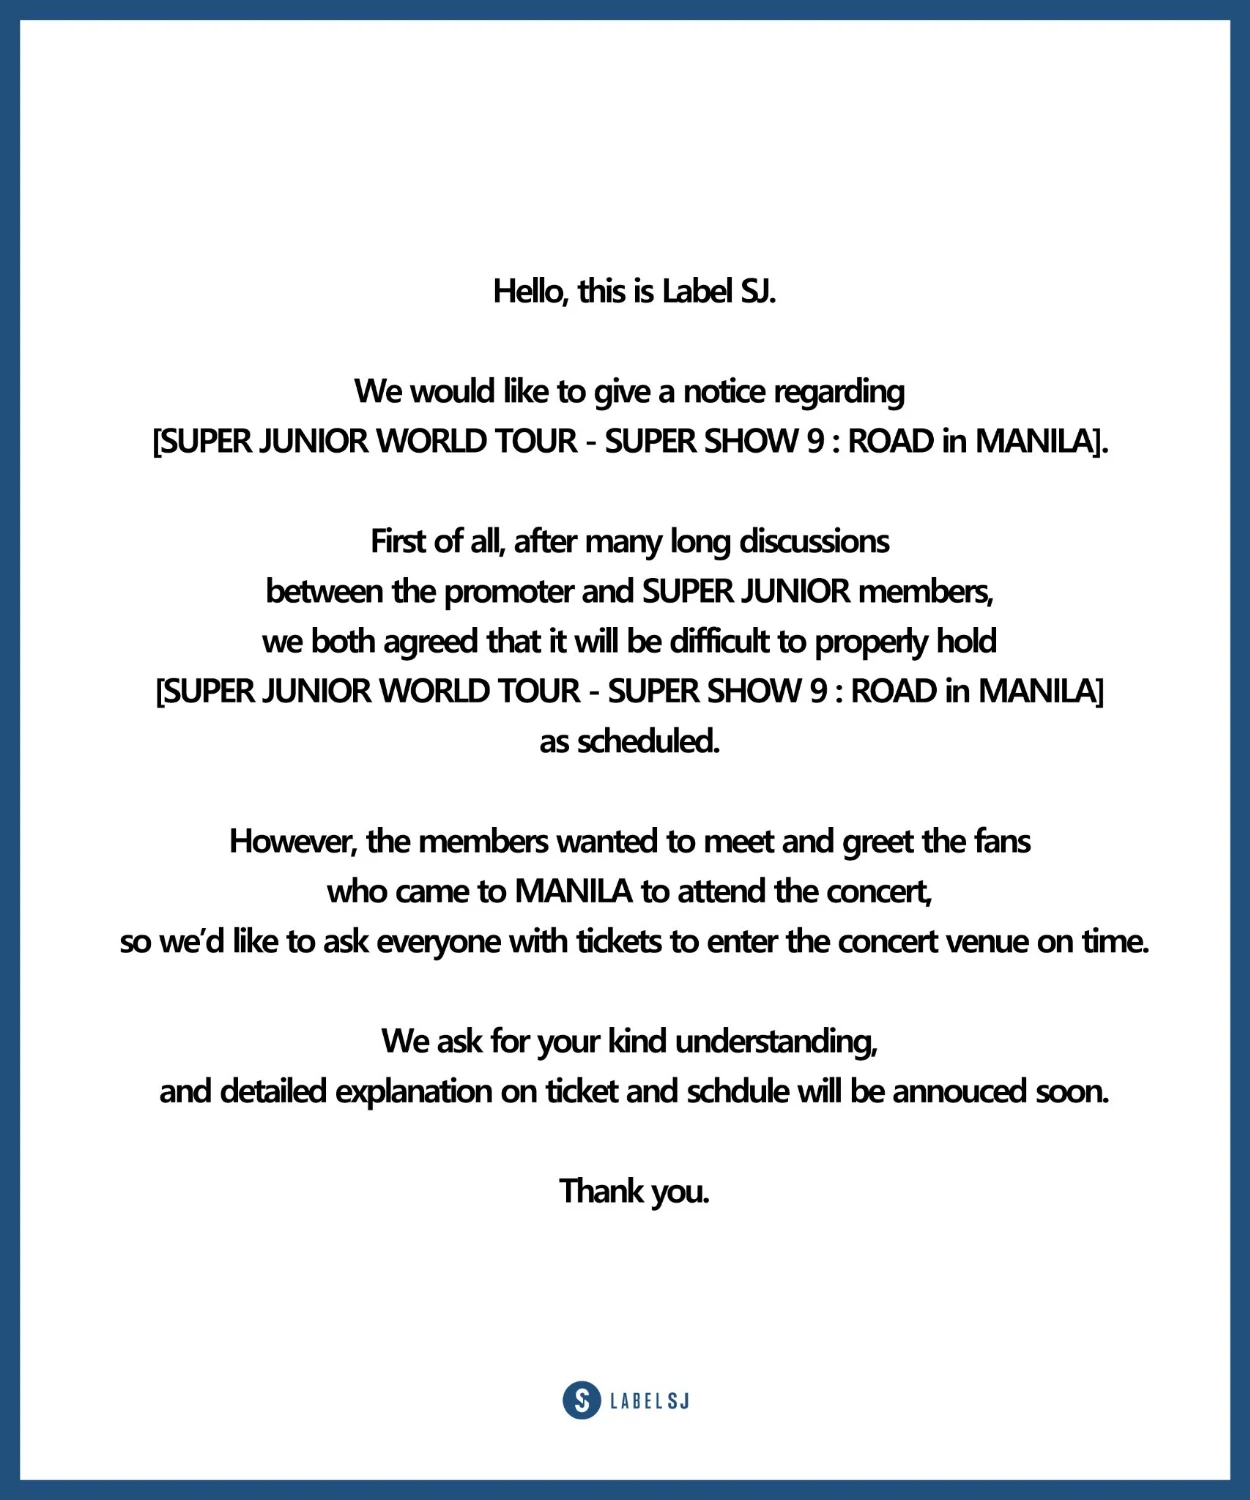 Hello, this is Label SJ.
We would like to give a notice regarding
[SUPER JUNIOR WORLD TOUR - SUPER SHOW 9 : ROAD in MANILA].
First of all, after many long discussions
between the promoter and SUPER JUNIOR members,
we both agreed that it will be difficult to properly hold
[SUPER JUNIOR WORLD TOUR - SUPER SHOW 9 : ROAD in MANILA]
as scheduled.
However, the members wanted to meet and greet the fans
who came to MANILA to attend the concert,
so we’d like to ask everyone with tickets to enter the concert venue on time.
We ask for your kind understanding,
and detailed explanation on ticket and schdule will be annouced soon.
Thank you.
S LABEL SJ